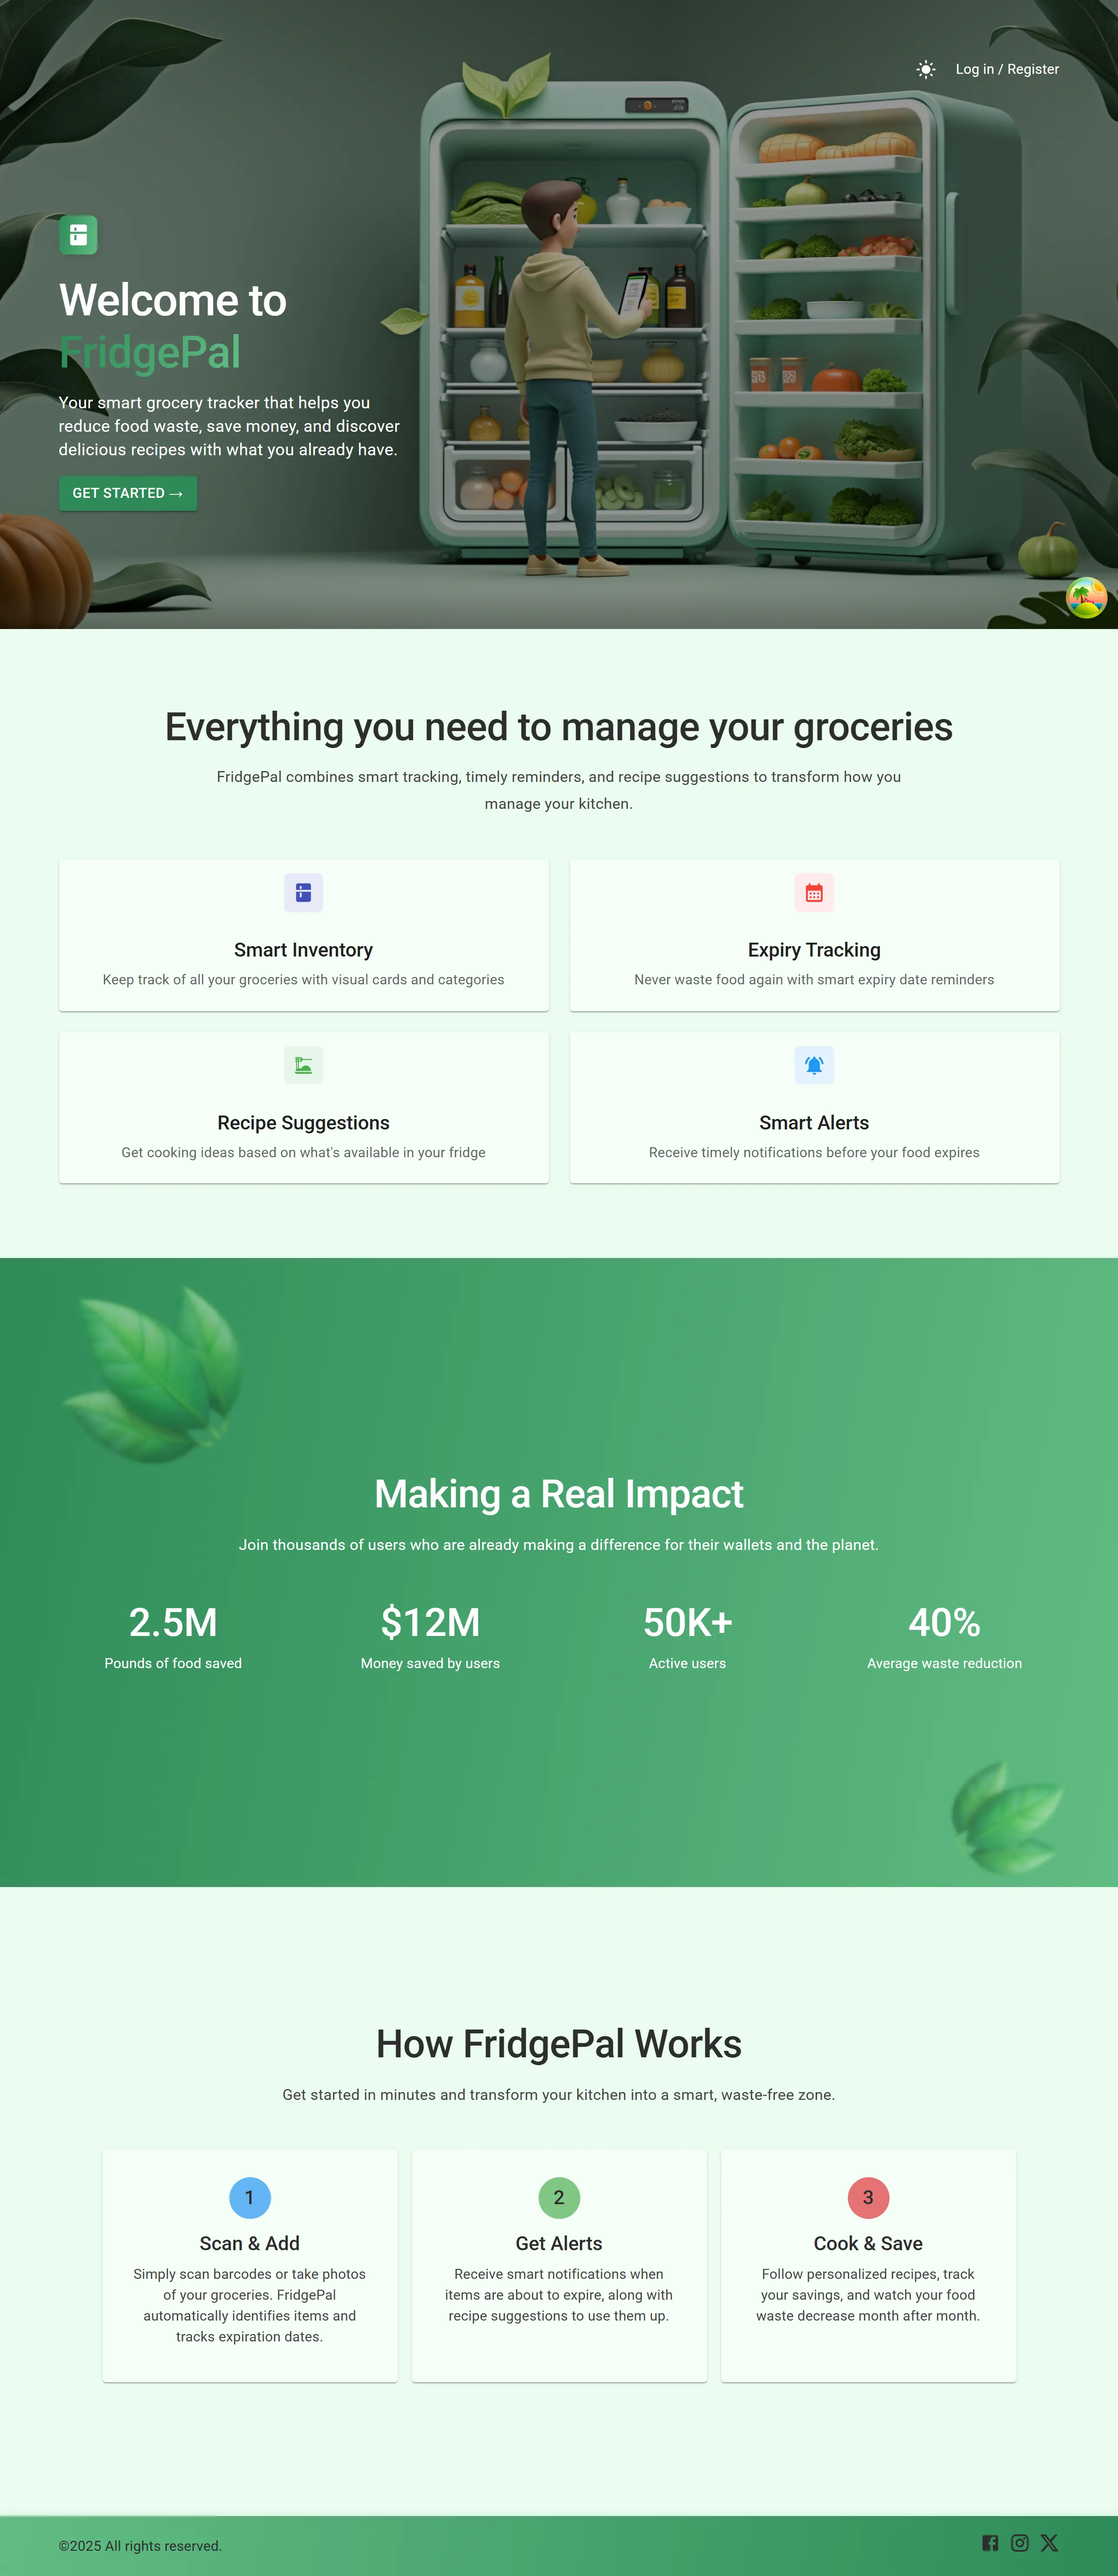 Log in / Register
Welcome to
FridgePal
Your smart grocery tracker that helps you
reduce food waste, save money, and discover
delicious recipes with what you already have.
GET STARTED →
Everything you need to manage your groceries
FridgePal combines smart tracking, timely reminders, and recipe suggestions to transform how you
manage your kitchen.
Smart Inventory
Keep track of all your groceries with visual cards and categories
Expiry Tracking
Never waste food again with smart expiry date reminders
Recipe Suggestions
Get cooking ideas based on what's available in your fridge
Smart Alerts
Receive timely notifications before your food expires
Making a Real Impact
Join thousands of users who are already making a difference for their wallets and the planet.
2.5M
Pounds of food saved
$12M
Money saved by users
50K+
Active users
40%
Average waste reduction
How FridgePal Works
Get started in minutes and transform your kitchen into a smart, waste-free zone.
1
Scan & Add
Simply scan barcodes or take photos
of your groceries. FridgePal
automatically identifies items and
tracks expiration dates.
2
Get Alerts
Receive smart notifications when
items are about to expire, along with
recipe suggestions to use them up.
3
Cook & Save
Follow personalized recipes, track
your savings, and watch your food
waste decrease month after month.
©2025 All rights reserved.